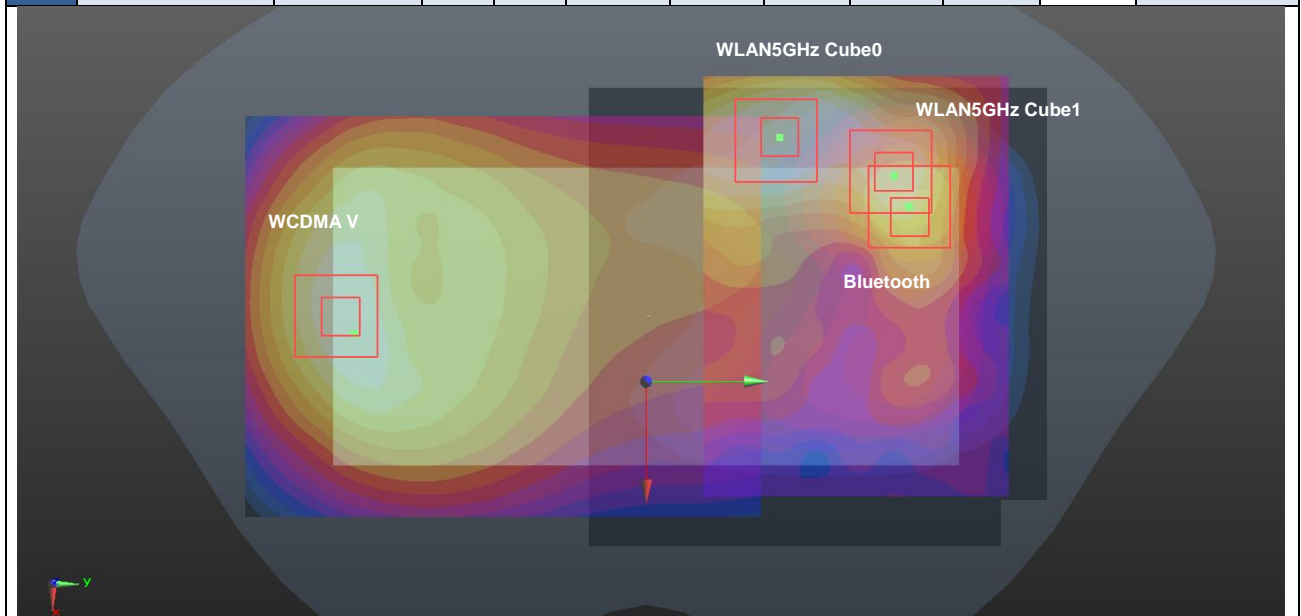 WLAN5GHz Cube0
WLAN5GHz Cube1
WCDMA V
Bluetooth
y
x